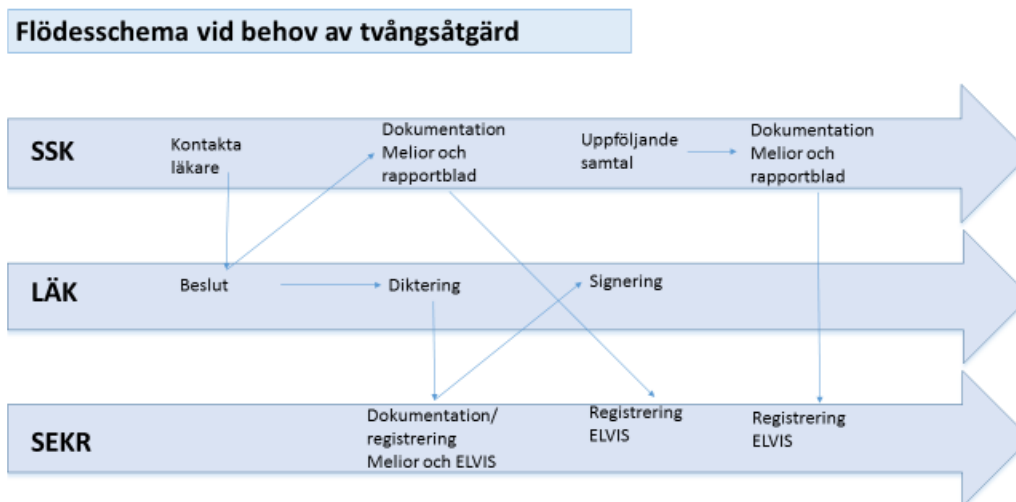 Flödesschema vid behov av tvångsåtgärd
SSK
Kontakta
läkare
Dokumentation
Melior och
rapportblad
Uppföljande
samtal
Dokumentation
Melior och
rapportblad
LÄK
Beslut
Diktering
Signering
SEKR
Dokumentation/
registrering
Melior och ELVIS
Registrering
ELVIS
Registrering
ELVIS